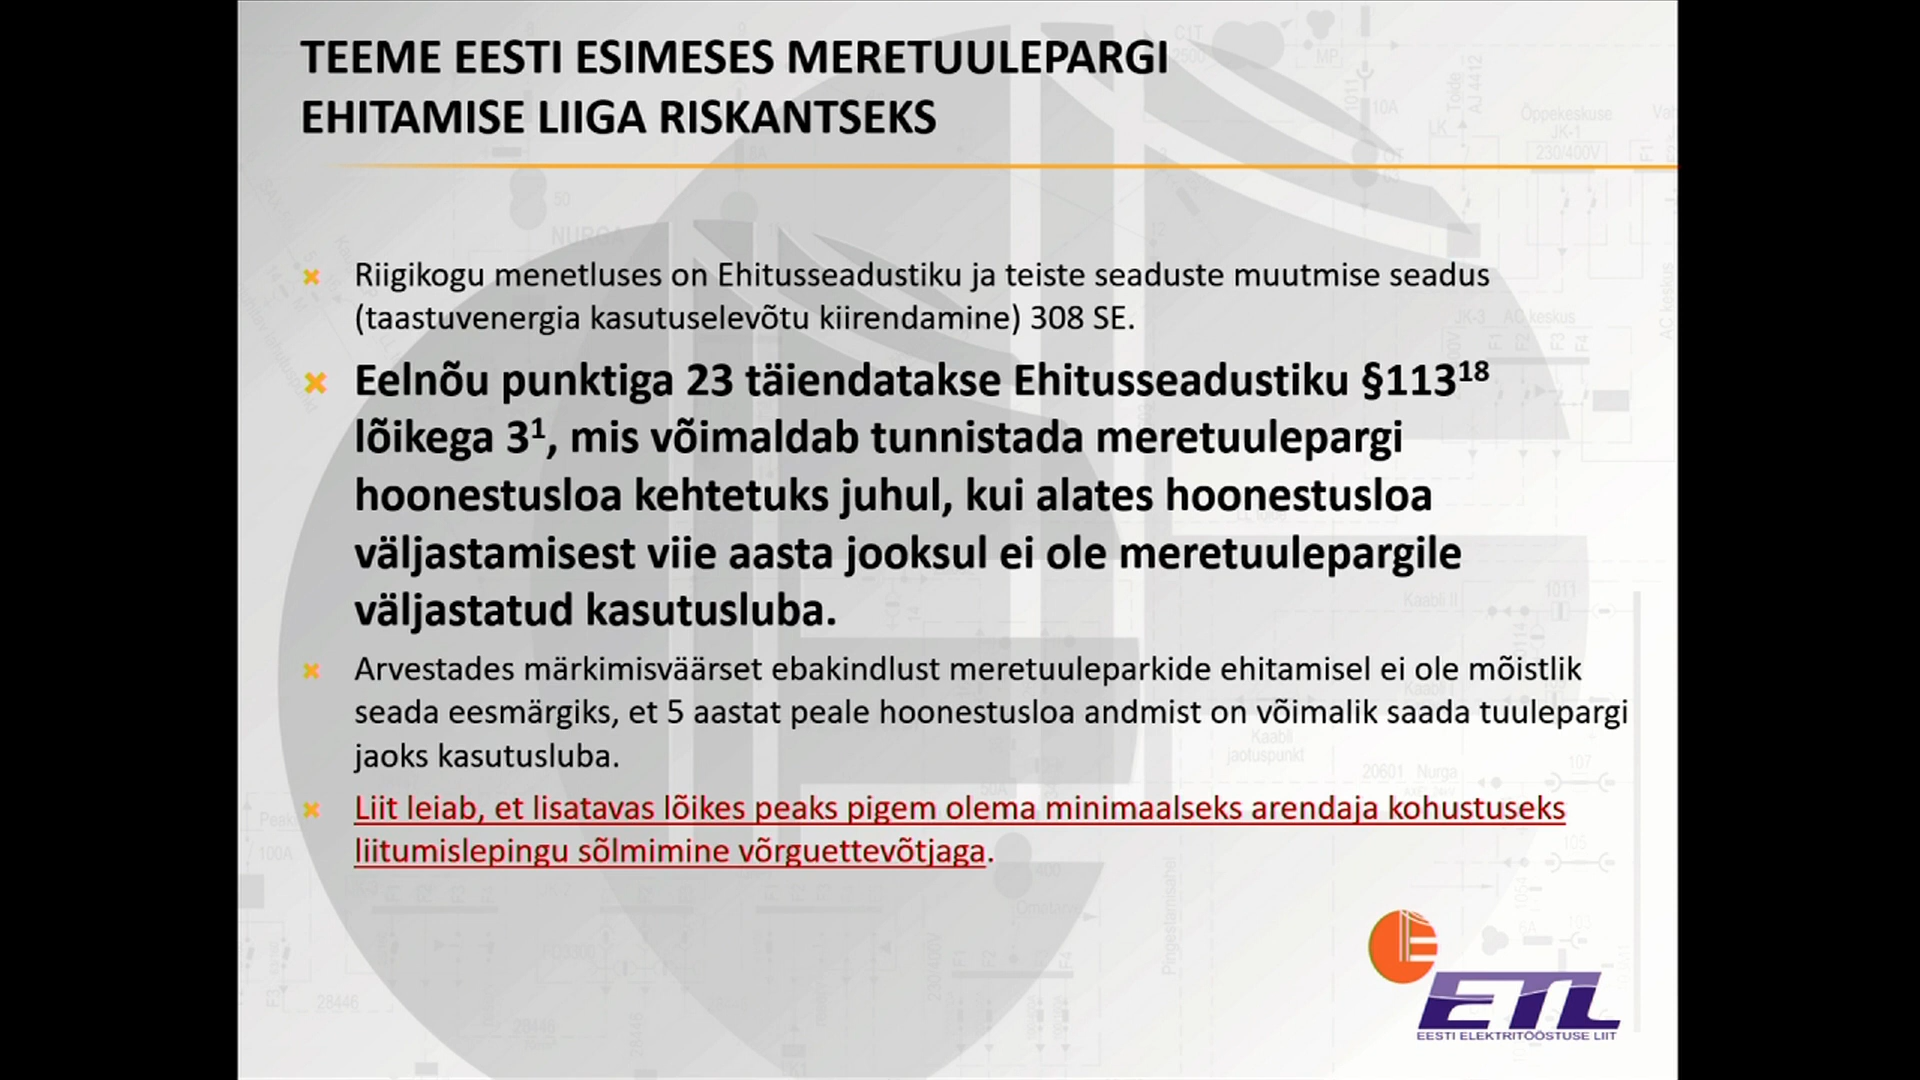 TEEME EESTI ESIMESES MERETUULEPARGI
EHITAMISE LIIGA RISKANTSEKS
Riigikogu menetluses on Ehitusseadustiku ja teiste seaduste muutmise seadus
(taastuvenergia kasutuselevõtu kiirendamine) 308 SE.
Eelnõu punktiga 23 täiendatakse Ehitusseadustiku §113¹⁸
lõikega 3¹, mis võimaldab tunnistada meretuulepargi
hoonestusloa kehtetuks juhul, kui alates hoonestusloa
väljastamisest viie aasta jooksul ei ole meretuulepargile
väljastatud kasutusluba.
Arvestades märkimisväärset ebakindlust meretuuleparkide ehitamisel ei ole mõistlik
seada eesmärgiks, et 5 aastat peale hoonestusloa andmist on võimalik saada tuulepargi
jaoks kasutusluba.
Liit leiab, et lisatavas lõikes peaks pigem olema minimaalseks arendaja kohustuseks
liitumislepingu sõlmimine võrguettevõtjaga.
ETL
EESTI ELEKTRITÖÖSTUSE LIIT